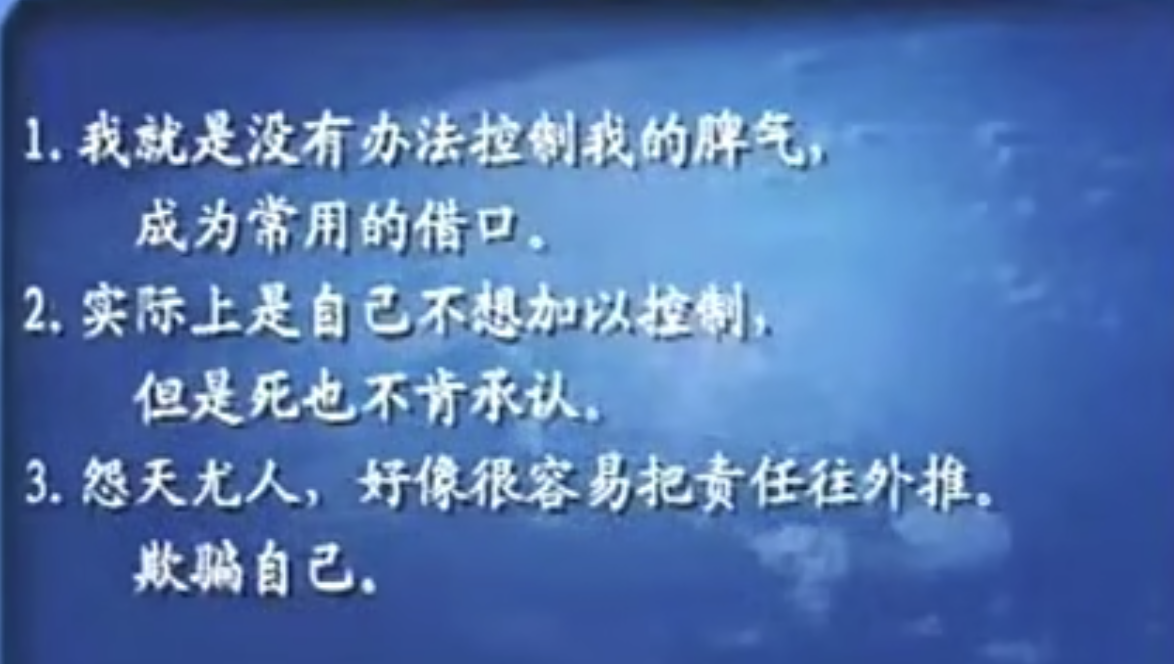 1. 我就是没有办法控制我的脾气，
成为常用的借口。
2. 实际上是自己不想加以控制，
但是死也不肯承认。
3. 怨天尤人，好像很容易把责任往外推。
欺骗自己。